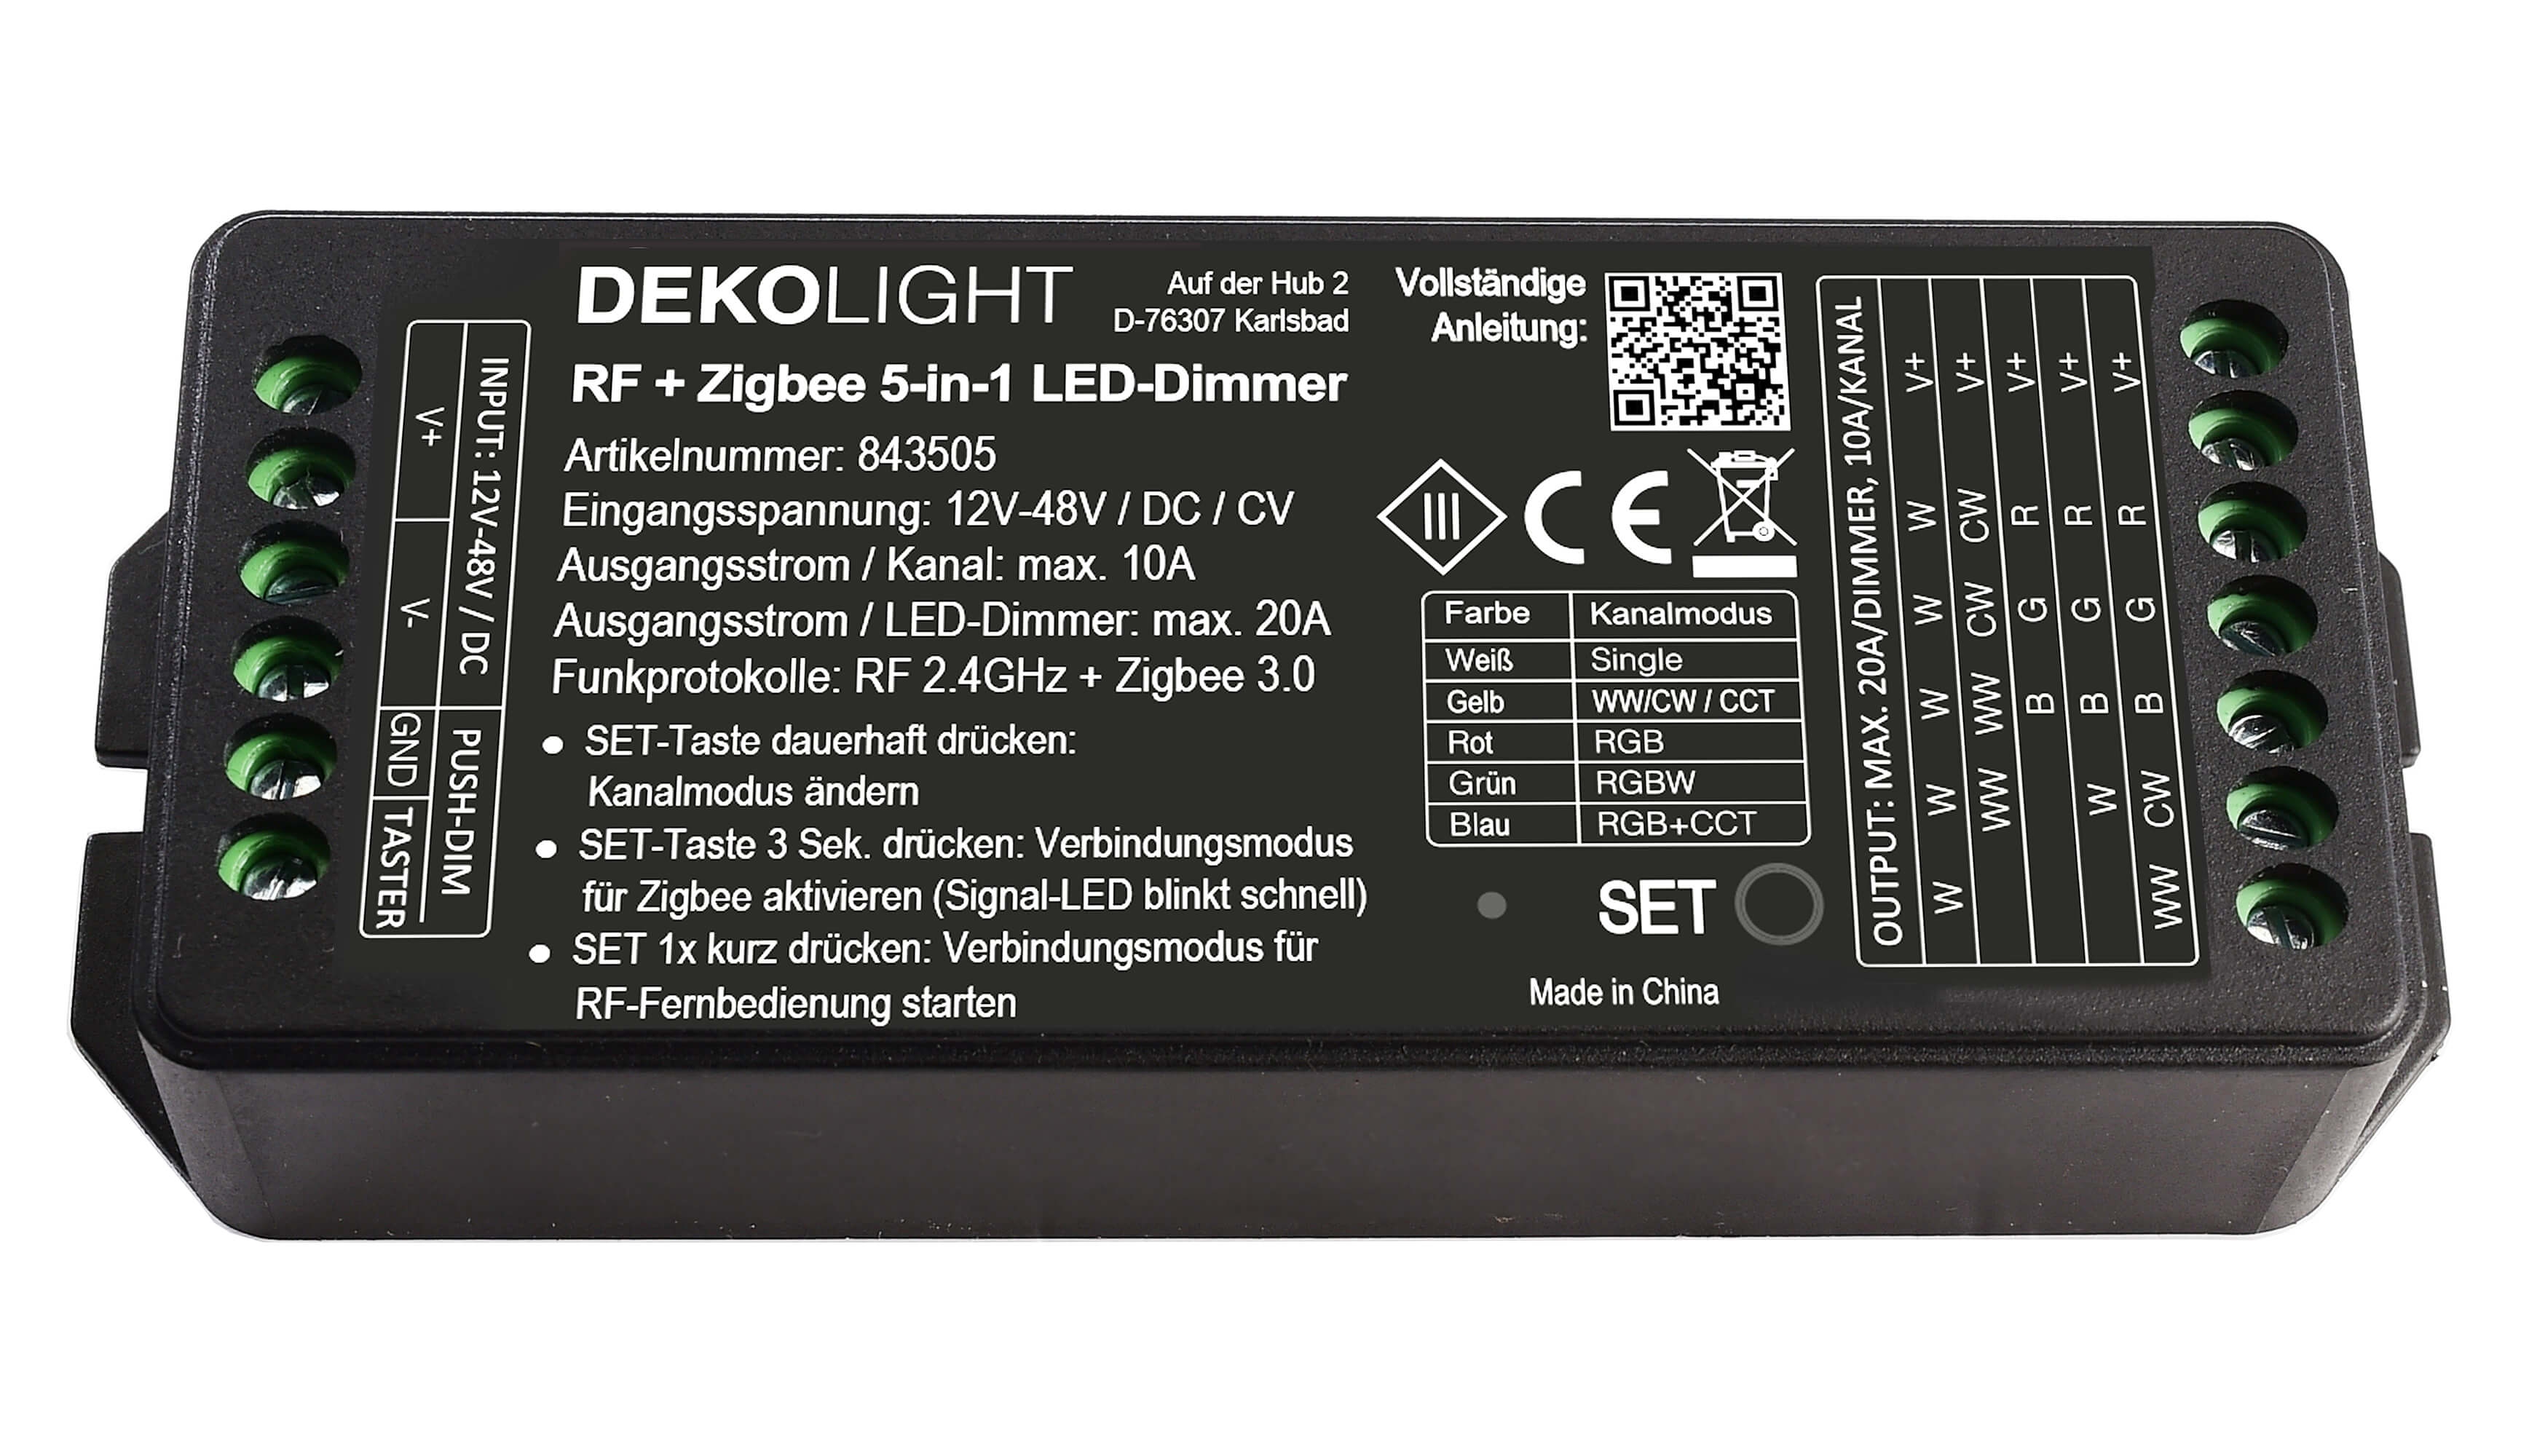 DEKOLIGHT
Auf der Hub 2
D-76307 Karlsbad
RF + Zigbee 5-in-1 LED-Dimmer
Artikelnummer: 843505
Eingangsspannung: 12V-48V / DC / CV
Ausgangsstrom / Kanal: max. 10A
Ausgangsstrom / LED-Dimmer: max. 20A
Funkprotokolle: RF 2.4GHz + Zigbee 3.0
● SET-Taste dauerhaft drücken:
Kanalmodus ändern
● SET-Taste 3 Sek. drücken: Verbindungsmodus
für Zigbee aktivieren (Signal-LED blinkt schnell)
● SET 1x kurz drücken: Verbindungsmodus für
RF-Fernbedienung starten
INPUT: 12V-48V / DC
V+ V-
PUSH-DIM
GND TASTER
Vollständige
Anleitung:
III CE
Farbe Kanalmodus
Weiß Single
Gelb WW/CW / CCT
Rot RGB
Grün RGBW
Blau RGB+CCT
SET
Made in China
OUTPUT: MAX. 20A/DIMMER, 10A/KANAL
W W W W W V+
WW WW CW CW V+
B G R V+
W B G R V+
WW CW B G R V+